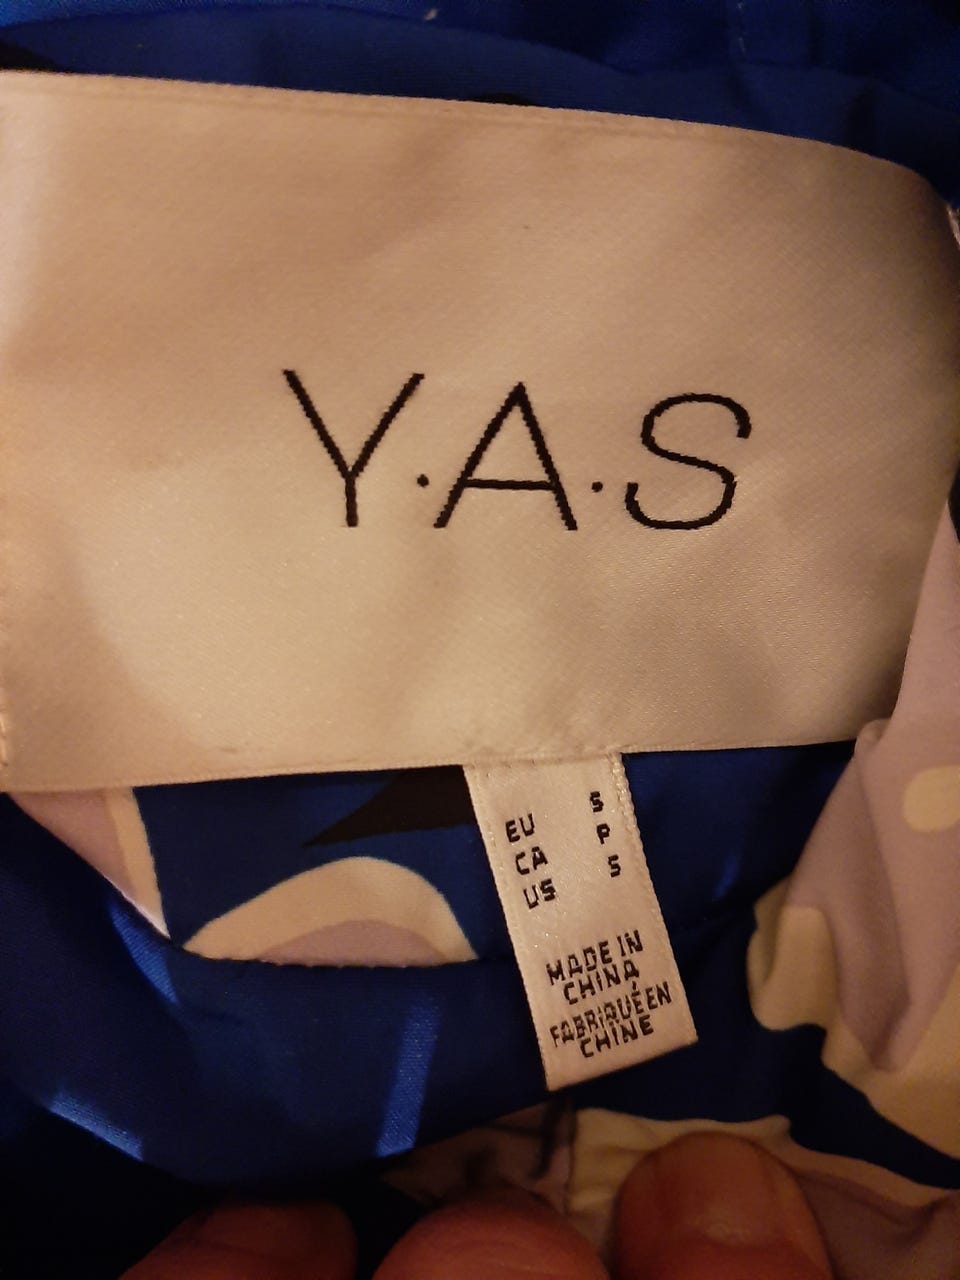 Y·A·S
EU S
CA P
US S
MADE IN
CHINA
FABRIQUÉ EN
CHINE